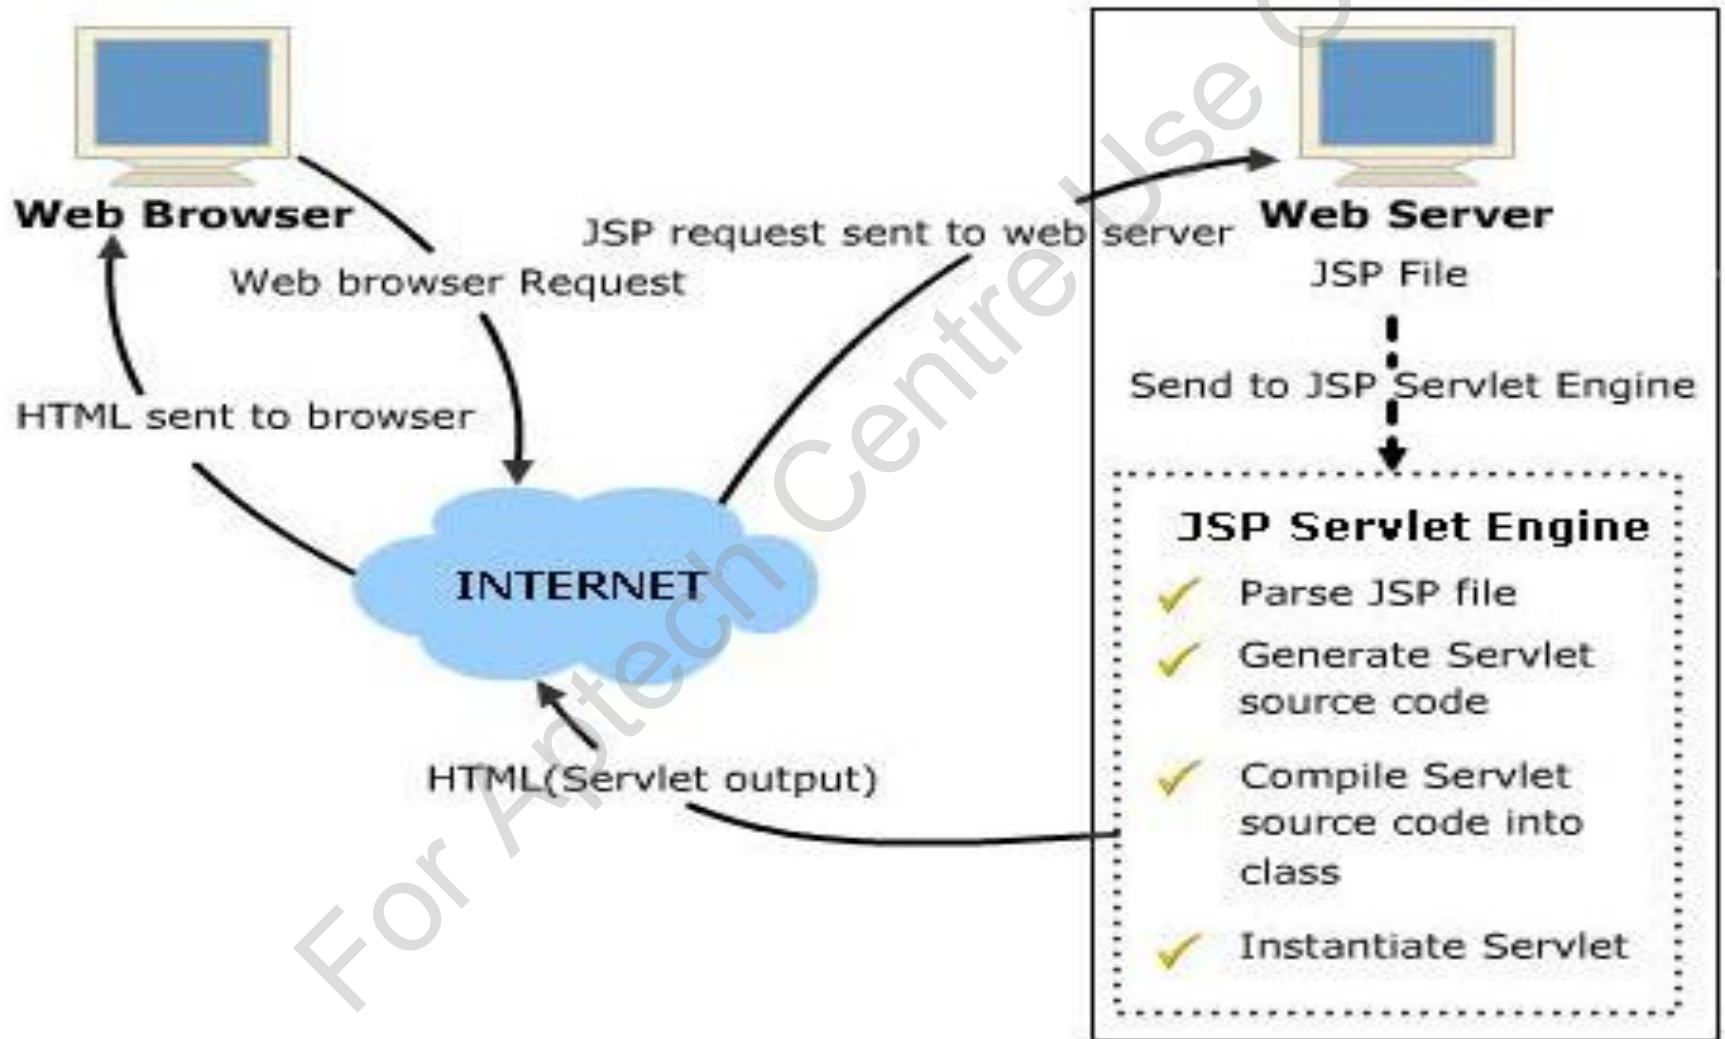 Web Browser
Web browser Request
HTML sent to browser
INTERNET
JSP request sent to web server
Web Server
JSP File
Send to JSP Servlet Engine
JSP Servlet Engine
Parse JSP file
Generate Servlet
source code
Compile Servlet
source code into
class
Instantiate Servlet
HTML(Servlet output)
For Aptech Centre Use